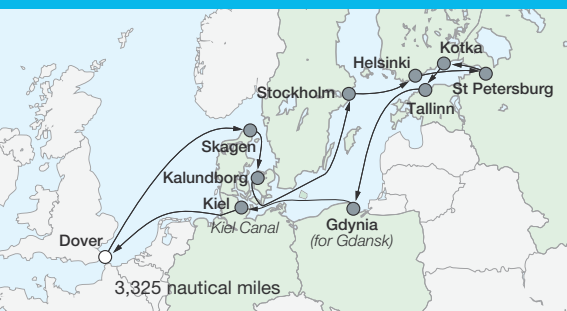 Kotka
Helsinki
St Petersburg
Stockholm
Tallinn
Skagen
Kalundborg
Kiel
Kiel Canal
Gdynia
(for Gdansk)
Dover
3,325 nautical miles